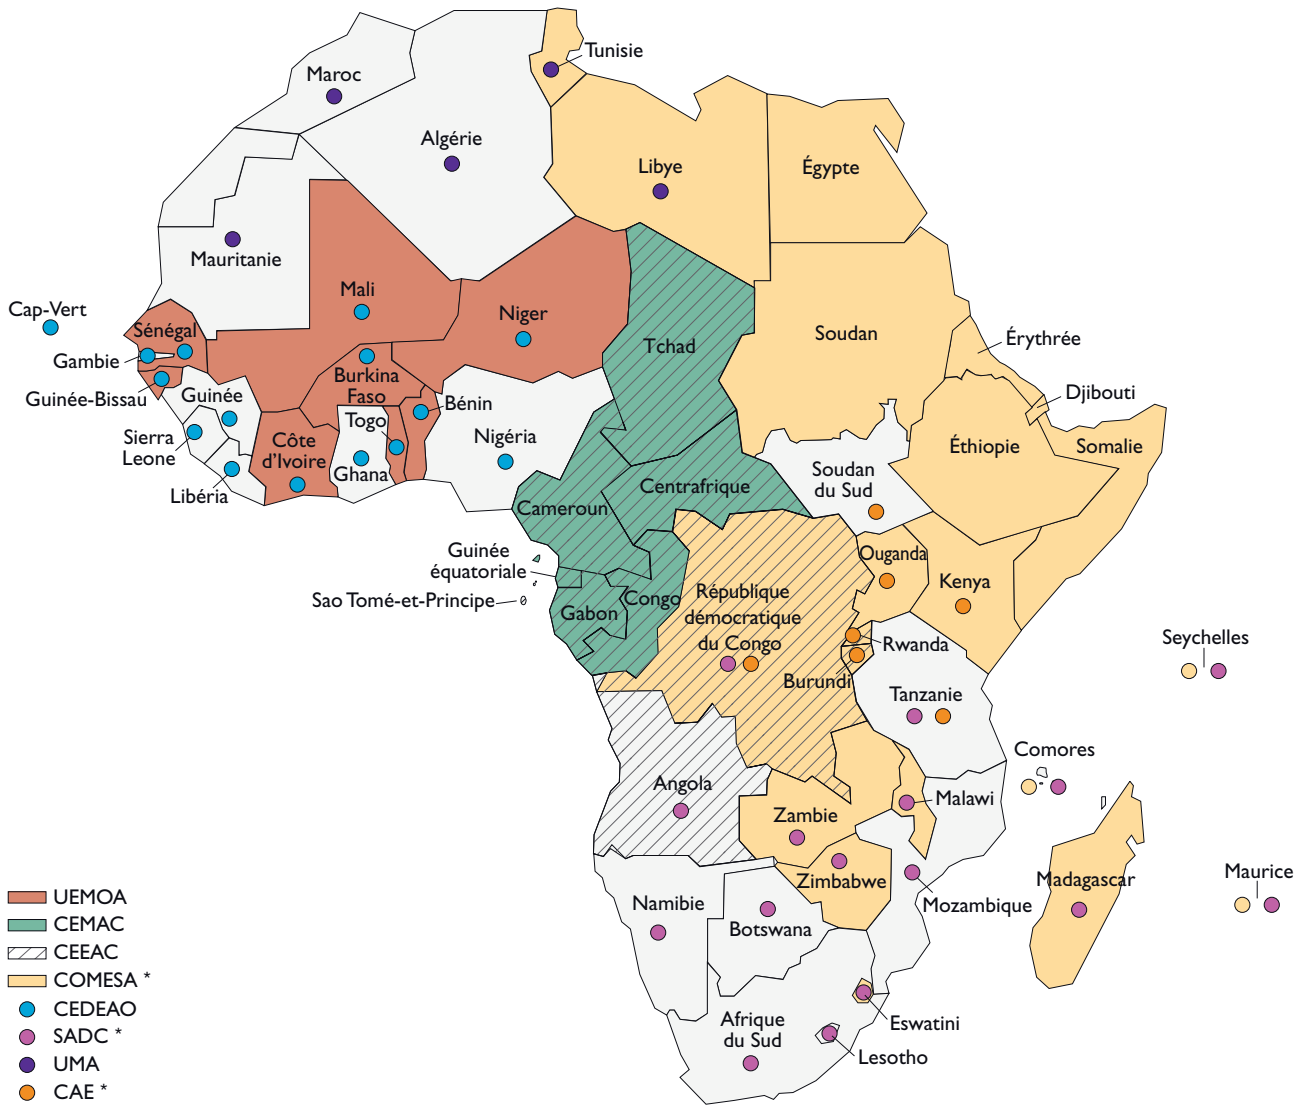 Tunisie
Maroc
Algérie
Libye
Égypte
Mauritanie
Cap-Vert
Mali
Niger
Sénégal
Soudan
Érythrée
Tchad
Gambie
Burkina
Faso
Guinée-Bissau
Guinée
Bénin
Djibouti
Togo
Nigéria
Sierra
Leone
Côte
d'Ivoire
Ghana
Éthiopie
Somalie
Libéria
Soudan
du Sud
Centrafrique
Cameroun
Guinée
équatoriale
Ouganda
Kenya
Sao Tomé-et-Principe
Gabon
Congo
République
démocratique
du Congo
Rwanda
Seychelles
Burundi
Tanzanie
Comores
Angola
Malawi
Zambie
Zimbabwe
Madagascar
Maurice
Namibie
Mozambique
Botswana
Afrique
du Sud
Eswatini
Lesotho
UEMOA
CEMAC
CEEAC
COMESA *
CEDEAO
SADC *
UMA
CAE *